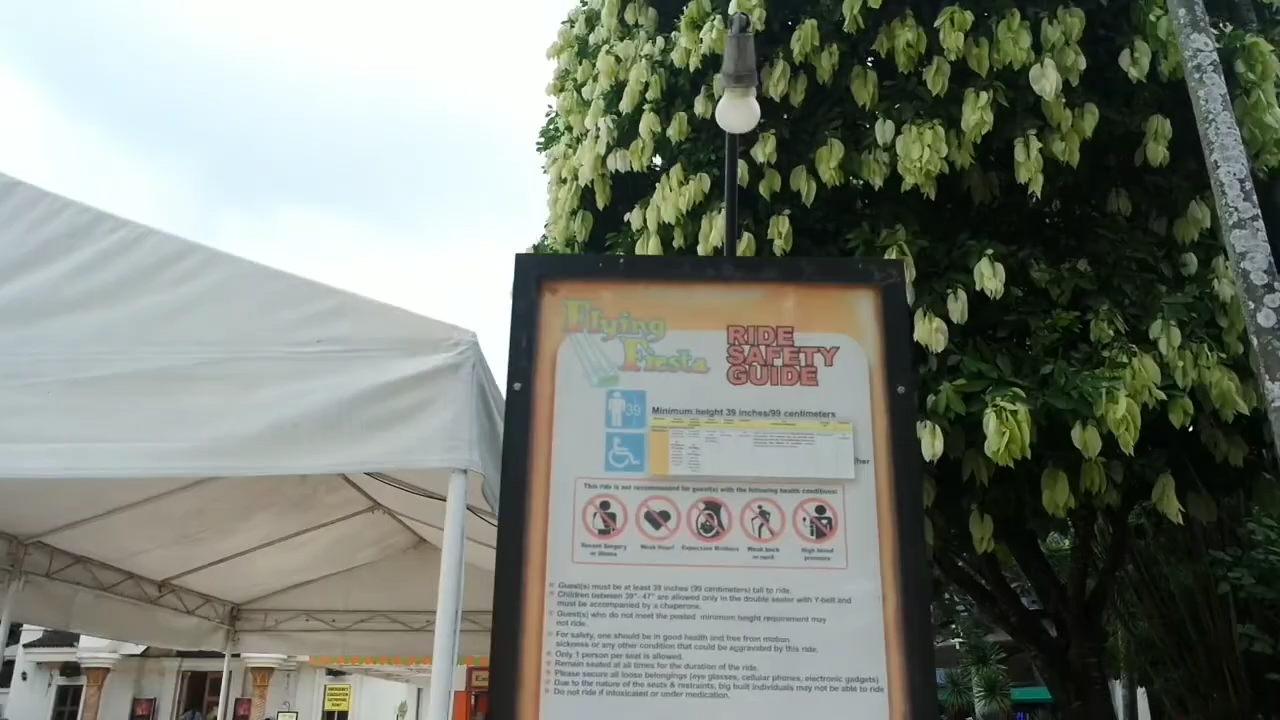 Flying
Fiesta
RIDE
SAFETY
GUIDE
39
Minimum height 39 inches/99 centimeters
her
This ride is not recommended for guest(s) with the following health conditions:
Recent Surgery
or Illness
Weak Heart
Expectant Mothers
Weak back
or neck
High blood
pressure
Guest(s) must be at least 39 inches (99 centimeters) tall to ride.
Children between 39"- 47" are allowed only in the double seater with Y-belt and
must be accompanied by a chaperone.
Guest(s) who do not meet the posted minimum height requirement may
not ride.
For safety, one should be in good health and free from motion
sickness or any other condition that could be aggravated by this ride.
Only 1 person per seat is allowed.
Remain seated at all times for the duration of the ride.
Please secure all loose belongings (eye glasses, cellular phones, electronic gadgets)
Due to the nature of the seats & restraints, big built individuals may not be able to ride
Do not ride if intoxicated or under medication.
EMERGENCY
EVACUATION
GATHERING
POINT